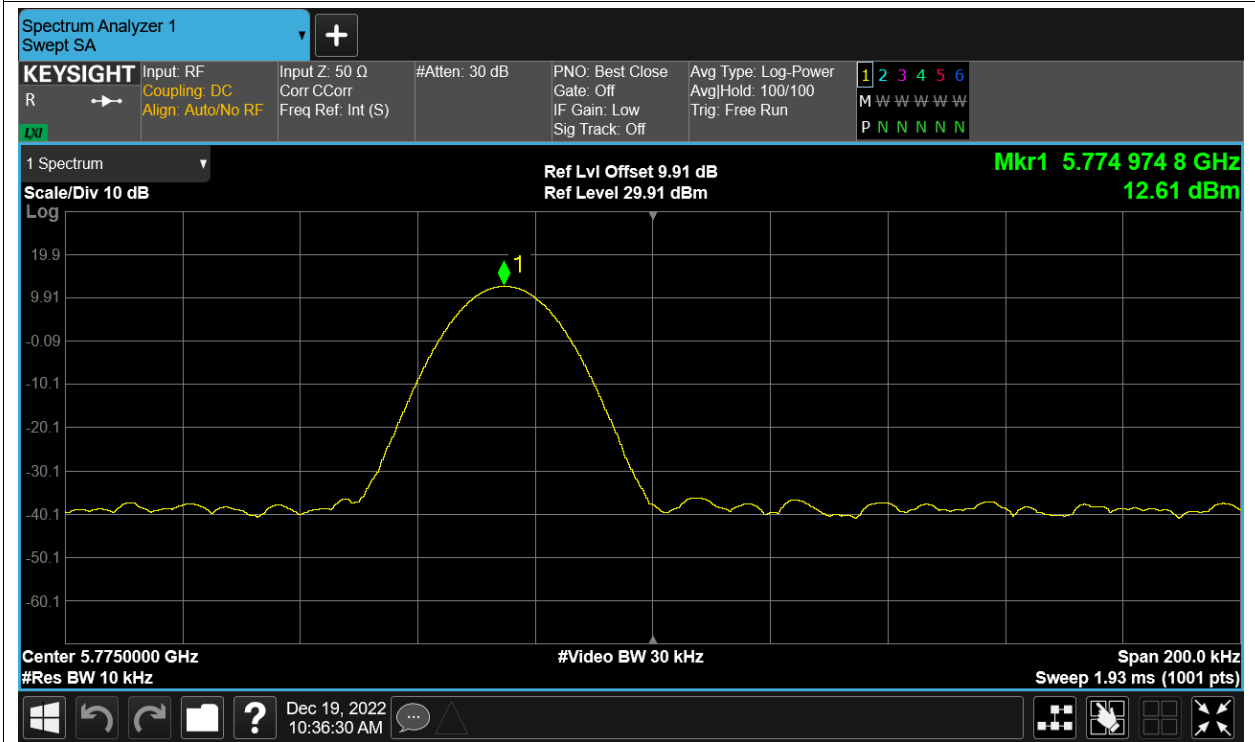 Spectrum Analyzer 1
Swept SA
+
KEYSIGHT
R
LXI
Input: RF
Coupling: DC
Align: Auto/No RF
Input Z: 50 Ω
Corr CCorr
Freq Ref: Int (S)
#Atten: 30 dB
PNO: Best Close
Gate: Off
IF Gain: Low
Sig Track: Off
Avg Type: Log-Power
Avg|Hold: 100/100
Trig: Free Run
1 2 3 4 5 6
M W W W W W
P N N N N N
1 Spectrum
Scale/Div 10 dB
Log
Ref Lvl Offset 9.91 dB
Ref Level 29.91 dBm
Mkr1 5.774 974 8 GHz
12.61 dBm
1
19.9
9.91
-0.09
-10.1
-20.1
-30.1
-40.1
-50.1
-60.1
Center 5.7750000 GHz
#Res BW 10 kHz
#Video BW 30 kHz
Span 200.0 kHz
Sweep 1.93 ms (1001 pts)
?
Dec 19, 2022
10:36:30 AM